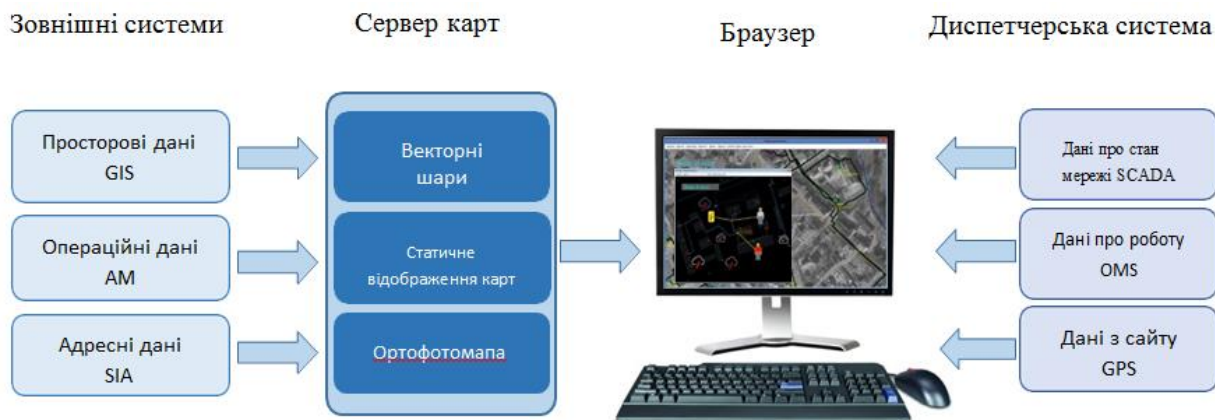 Зовнішні системи
Сервер карт
Браузер
Диспетчерська система
Просторові дані
GIS
Операційні дані
AM
Адресні дані
SIA
Векторні
шари
Статичне
відображення карт
Ортофотомапа
Дані про стан
мережі SCADA
Дані про роботу
OMS
Дані з сайту
GPS